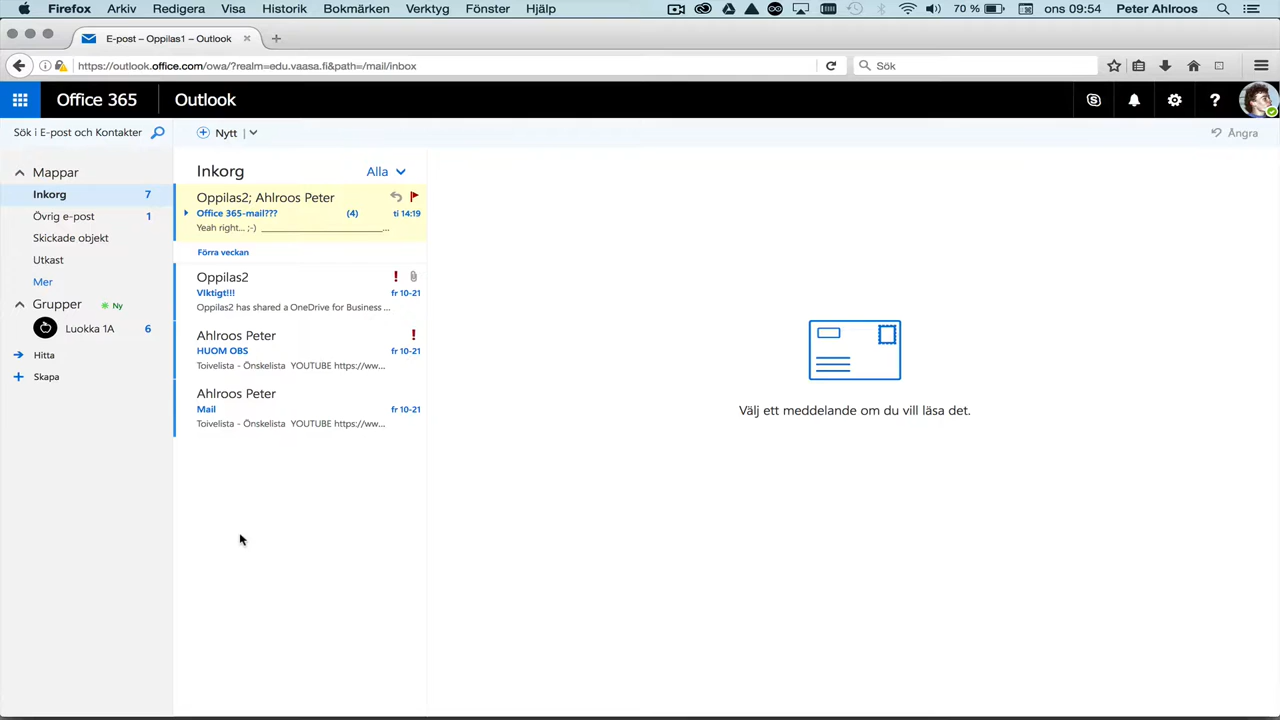 Firefox Arkiv Redigera Visa Historik Bokmärken Verktyg Fönster Hjälp 70 % ons 09:54 Peter Ahlroos
E-post – Oppilas1 – Outlook
https://outlook.office.com/owa/?realm=edu.vaasa.fi&path=/mail/inbox
Sök
Office 365 Outlook
Sök i E-post och Kontakter
Nytt
Ångra
Mappar
Inkorg 7
Övrig e-post 1
Skickade objekt
Utkast
Mer
Grupper Ny
Luokka 1A 6
Hitta
Skapa
Inkorg Alla
Oppilas2; Ahlroos Peter
Office 365-mail??? (4) ti 14:19
Yeah right... ;-) ________________________...
Förra veckan
Oppilas2
VIktigt!!! fr 10-21
Oppilas2 has shared a OneDrive for Business ...
Ahlroos Peter
HUOM OBS fr 10-21
Toivelista - Önskelista YOUTUBE https://ww...
Ahlroos Peter
Mail fr 10-21
Toivelista - Önskelista YOUTUBE https://ww...
Välj ett meddelande om du vill läsa det.